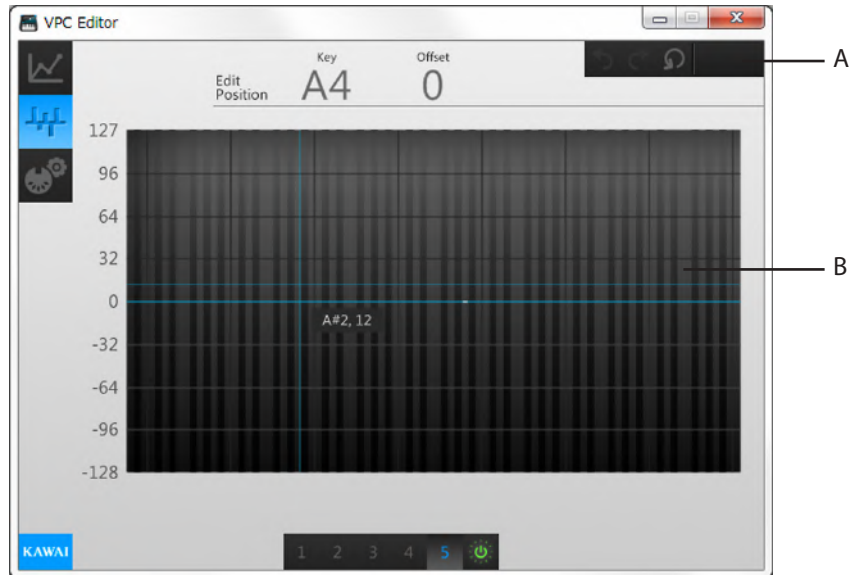 VPC Editor
A
Key Offset
Edit Position A4 0
127
96
64
32
B
0
A#2, 12
-32
-64
-96
-128
KAWAI 1 2 3 4 5